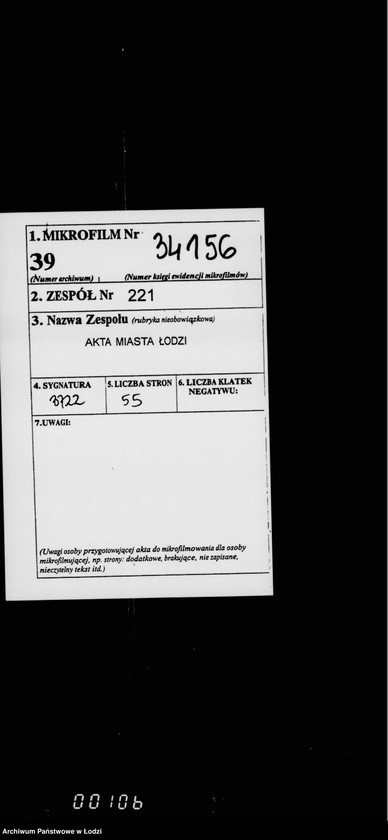 1. MIKROFILM Nr 34156
39
(Numer archiwum) (Numer księgi ewidencji mikrofilmów)
2. ZESPÓŁ Nr 221
3. Nazwa Zespołu (rubryka nieobowiązkowa)
AKTA MIASTA ŁODZI
4. SYGNATURA 5. LICZBA STRON 6. LICZBA KLATEK
NEGATYWU:
3722 55
7. UWAGI:
(Uwagi osoby przygotowującej akta do mikrofilmowania dla osoby
mikrofilmującej, np. strony: dodatkowe, brakujące, nie zapisane,
nieczytelny tekst itd.)
00106
Archiwum Państwowe w Łodzi